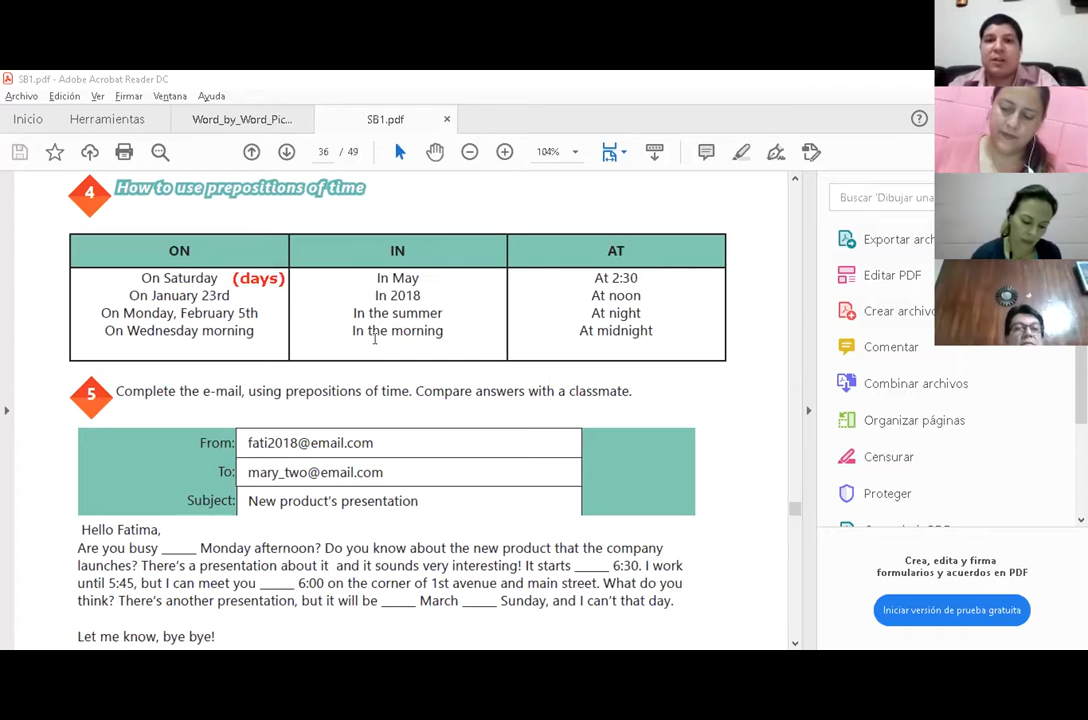 SB1.pdf - Adobe Acrobat Reader DC
Archivo Edición Ver Firmar Ventana Ayuda
Inicio Herramientas Word_by_Word_Pic... SB1.pdf ×
36 / 49 104%
4 How to use prepositions of time
ON IN AT
On Saturday (days) In May At 2:30
On January 23rd In 2018 At noon
On Monday, February 5th In the summer At night
On Wednesday morning In the morning At midnight
5 Complete the e-mail, using prepositions of time. Compare answers with a classmate.
From: fati2018@email.com
To: mary_two@email.com
Subject: New product's presentation
Hello Fatima,
Are you busy _____ Monday afternoon? Do you know about the new product that the company
launches? There's a presentation about it and it sounds very interesting! It starts _____ 6:30. I work
until 5:45, but I can meet you _____ 6:00 on the corner of 1st avenue and main street. What do you
think? There's another presentation, but it will be _____ March _____ Sunday, and I can't that day.
Let me know, bye bye!
Buscar 'Dibujar una
Exportar arch
Editar PDF
Crear archivo
Comentar
Combinar archivos
Organizar páginas
Censurar
Proteger
Crea, edita y firma
formularios y acuerdos en PDF
Iniciar versión de prueba gratuita